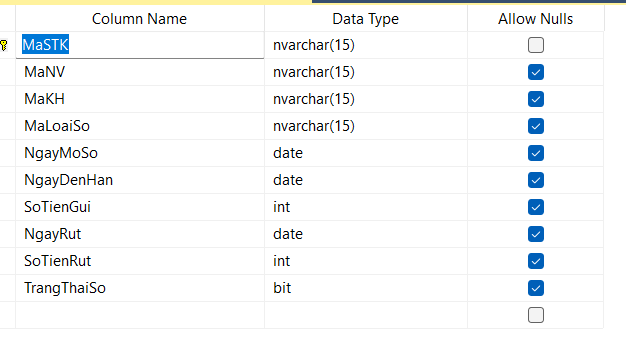 Column Name Data Type Allow Nulls
MaSTK nvarchar(15)
MaNV nvarchar(15)
MaKH nvarchar(15)
MaLoaiSo nvarchar(15)
NgayMoSo date
NgayDenHan date
SoTienGui int
NgayRut date
SoTienRut int
TrangThaiSo bit